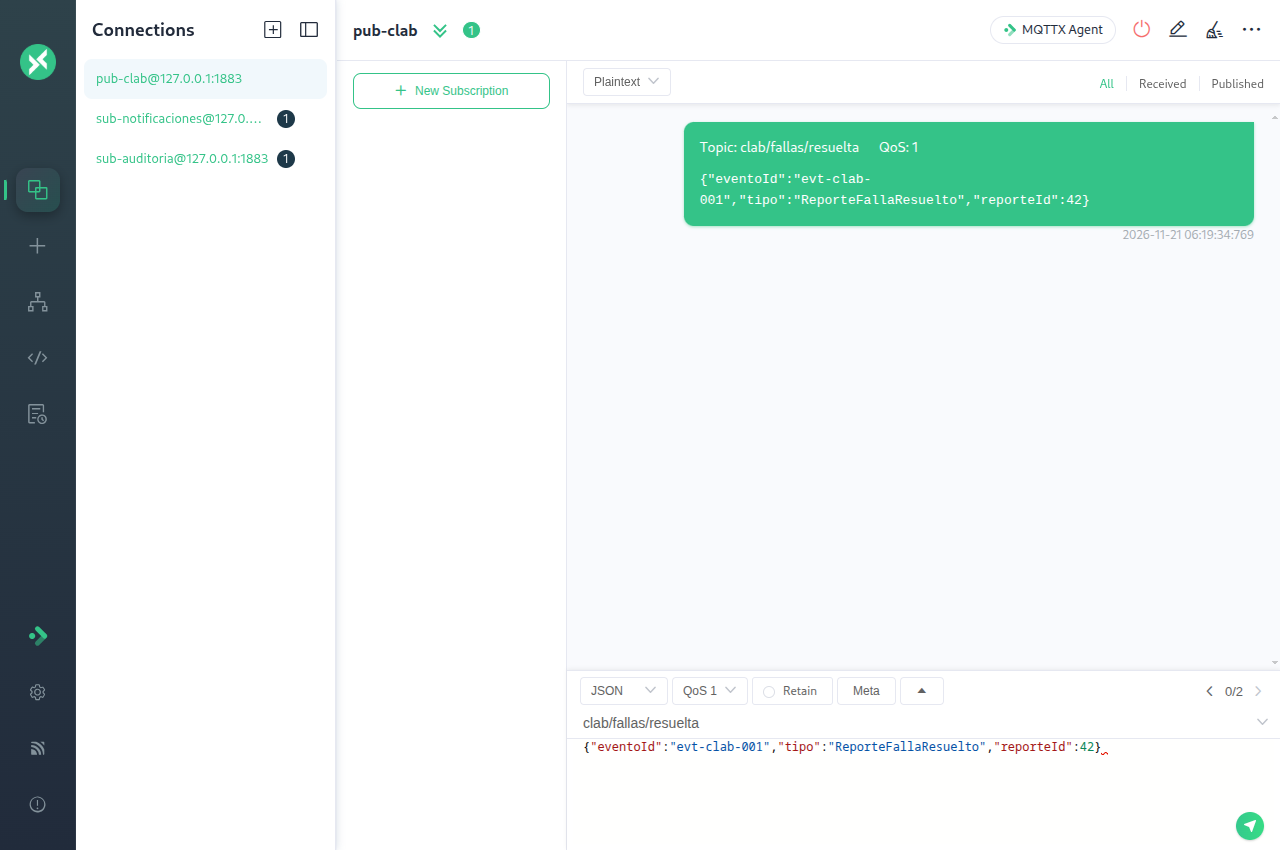 Connections
pub-clab@127.0.0.1:1883
sub-notificaciones@127.0.... 1
sub-auditoria@127.0.0.1:1883 1
pub-clab 1
MQTTX Agent
New Subscription
Plaintext
All Received Published
Topic: clab/fallas/resuelta QoS: 1
{"eventoId":"evt-clab-
001","tipo":"ReporteFallaResuelto","reporteId":42}
2026-11-21 06:19:34:769
JSON QoS 1 Retain Meta 0/2
clab/fallas/resuelta
{"eventoId":"evt-clab-001","tipo":"ReporteFallaResuelto","reporteId":42}